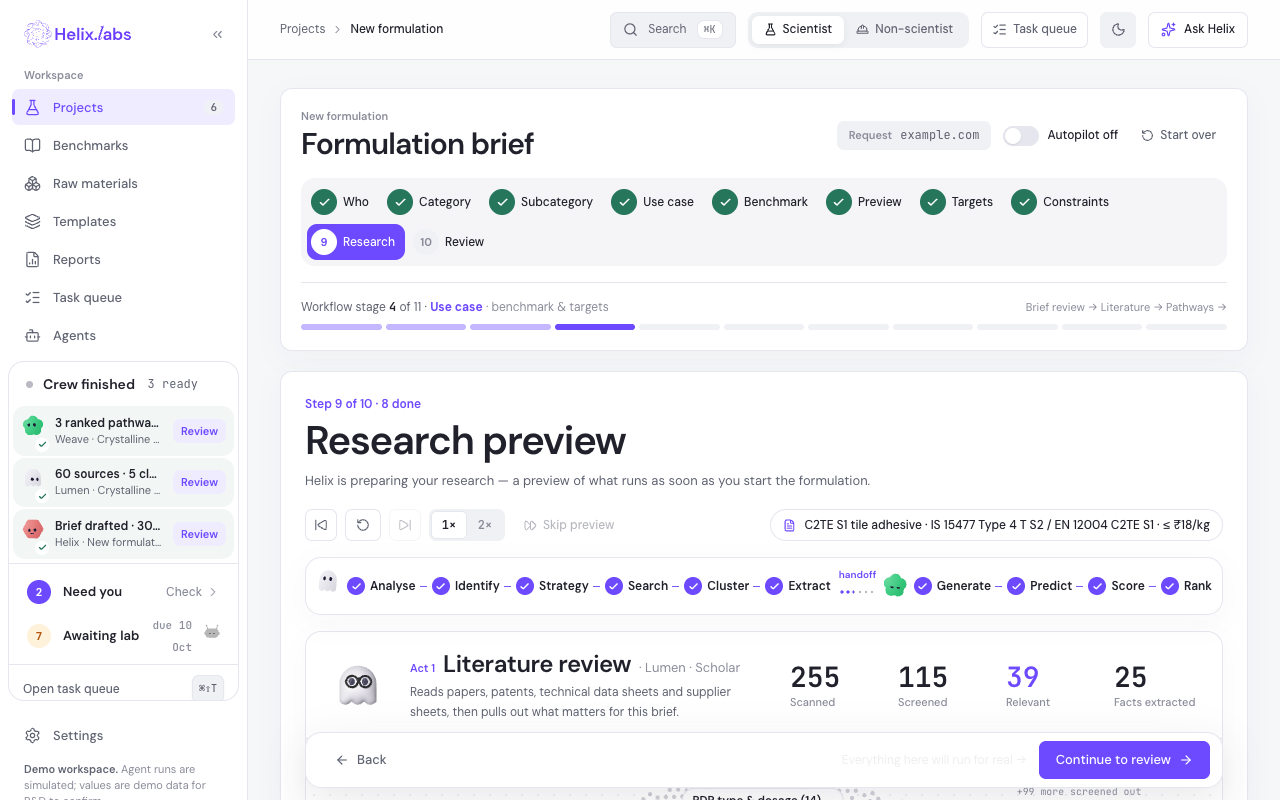 Helix.labs
Workspace
Projects 6
Benchmarks
Raw materials
Templates
Reports
Task queue
Agents
Crew finished 3 ready
3 ranked pathwa...
Weave · Crystalline ...
Review
60 sources · 5 cl...
Lumen · Crystalline ...
Review
Brief drafted · 30...
Helix · New formulat...
Review
2 Need you Check
7 Awaiting lab due 10 Oct
Open task queue ⌘⇧T
Settings
Demo workspace. Agent runs are
simulated; values are demo data for
Projects > New formulation
Search ⌘K
Scientist Non-scientist
Task queue
Ask Helix
New formulation
Formulation brief
Request example.com
Autopilot off
Start over
Who Category Subcategory Use case Benchmark Preview Targets Constraints
9 Research 10 Review
Workflow stage 4 of 11 · Use case · benchmark & targets
Brief review → Literature → Pathways →
Step 9 of 10 · 8 done
Research preview
Helix is preparing your research — a preview of what runs as soon as you start the formulation.
1× 2× Skip preview
C2TE S1 tile adhesive · IS 15477 Type 4 T S2 / EN 12004 C2TE S1 · ≤ ₹18/kg
Analyse – Identify – Strategy – Search – Cluster – Extract handoff Generate – Predict – Score – Rank
Act 1 Literature review · Lumen · Scholar
Reads papers, patents, technical data sheets and supplier
sheets, then pulls out what matters for this brief.
255 Scanned
115 Screened
39 Relevant
25 Facts extracted
Back
Everything here will run for real →
Continue to review →
RDP type & dosage (14)
+99 more screened out